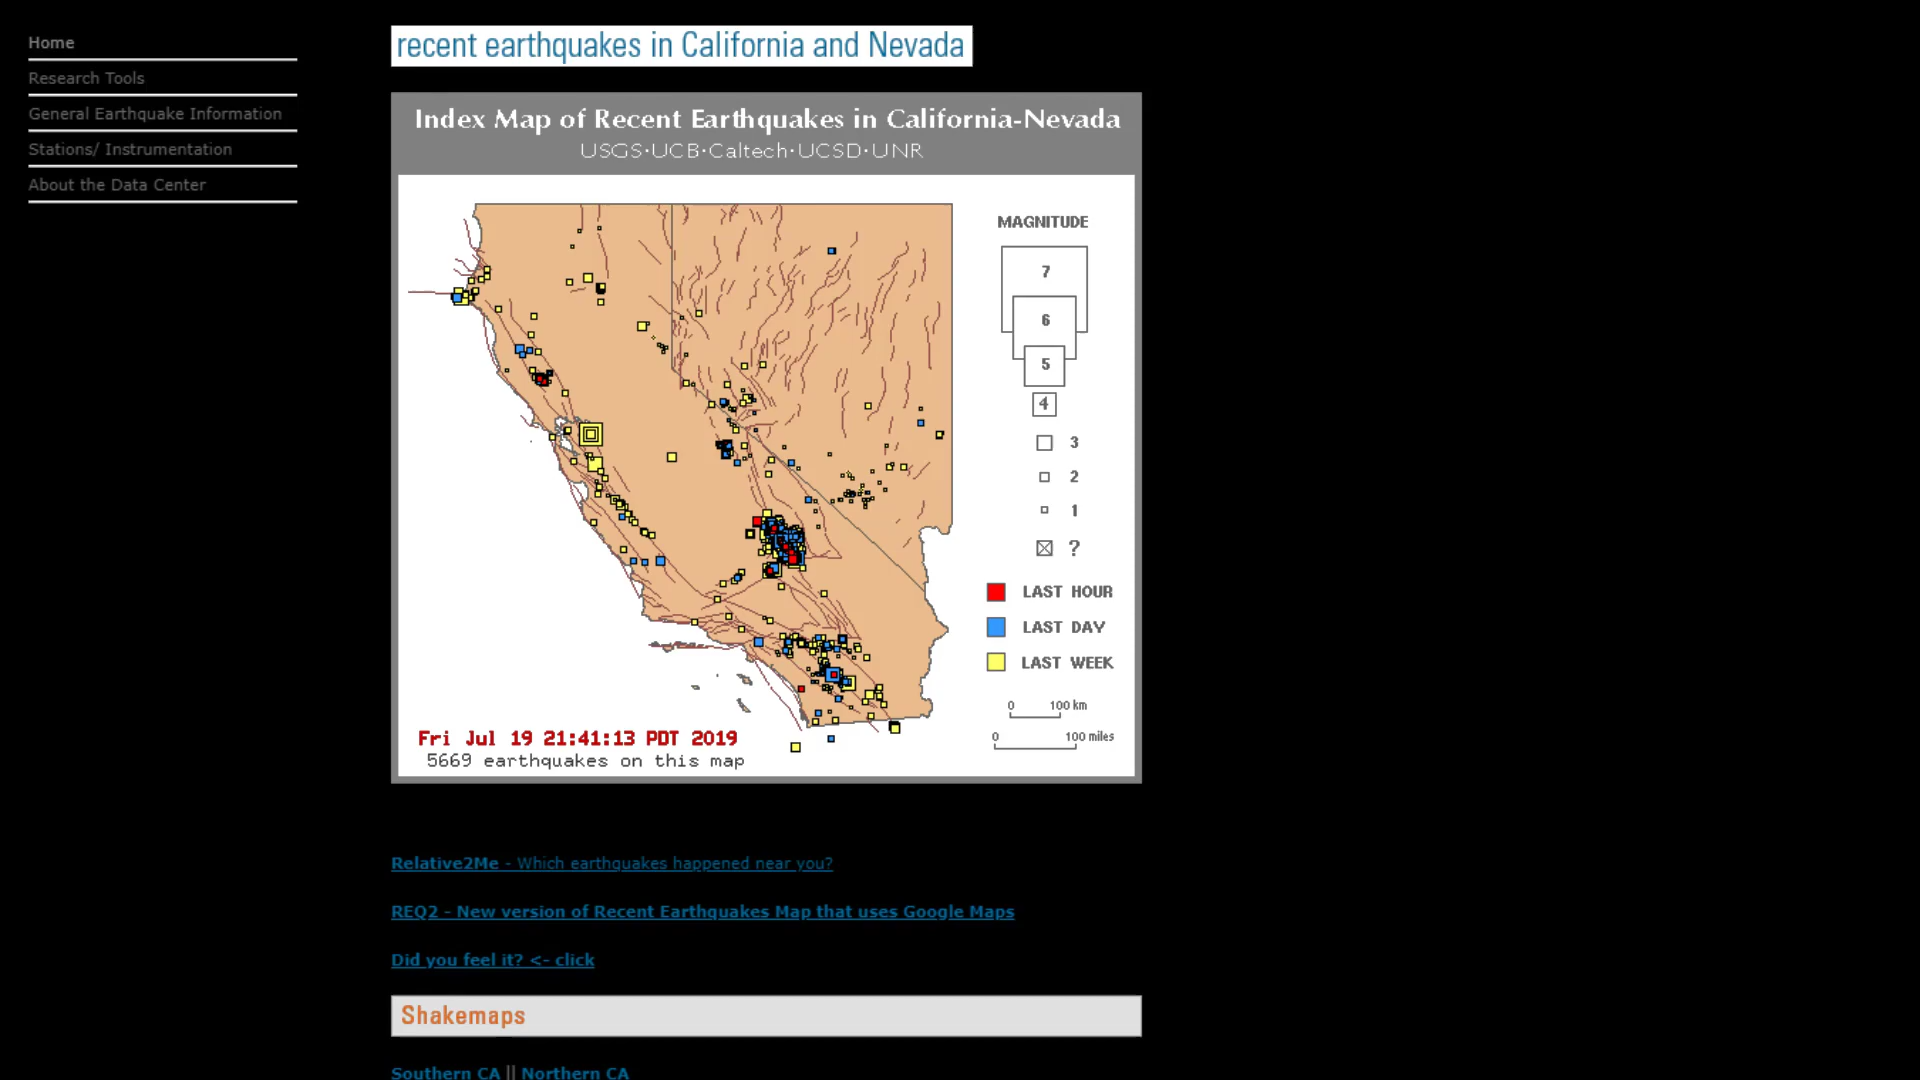 Home
Research Tools
General Earthquake Information
Stations/ Instrumentation
About the Data Center
recent earthquakes in California and Nevada
Index Map of Recent Earthquakes in California-Nevada
USGS·UCB·Caltech·UCSD·UNR
MAGNITUDE
7
6
5
4
3
2
1
?
LAST HOUR
LAST DAY
LAST WEEK
0 100 km
0 100 miles
Fri Jul 19 21:41:13 PDT 2019
5669 earthquakes on this map
Relative2Me - Which earthquakes happened near you?
REQ2 - New version of Recent Earthquakes Map that uses Google Maps
Did you feel it? <- click
Shakemaps
Southern CA || Northern CA